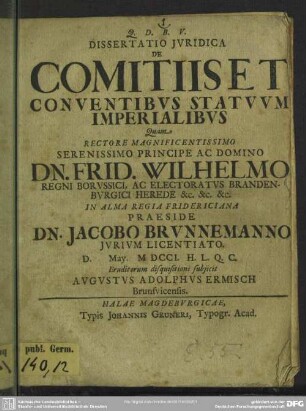 Q. D. B. V.
DISSERTATIO JVRIDICA
DE
COMITIIS ET
CONVENTIBVS STATVVM
IMPERIALIBVS
Quam
RECTORE MAGNIFICENTISSIMO
SERENISSIMO PRINCIPE AC DOMINO
DN. FRID. WILHELMO
REGNI BORVSSICI, AC ELECTORATVS BRANDEN-
BVRGICI HEREDE &c. &c. &c.
IN ALMA REGIA FRIDERICIANA
PRAESIDE
DN. JACOBO BRVNNEMANNO
JVRIVM LICENTIATO.
D. May. M DCCI. H. L. Q. C.
Eruditorum disquisitioni subjicit
AVGVSTVS ADOLPHVS ERMISCH
Brunsvicensis.
HALAE MAGDEBVRGICAE,
Typis JOHANNIS GRUNERI, Typogr. Acad.
publ. Germ.
140,12